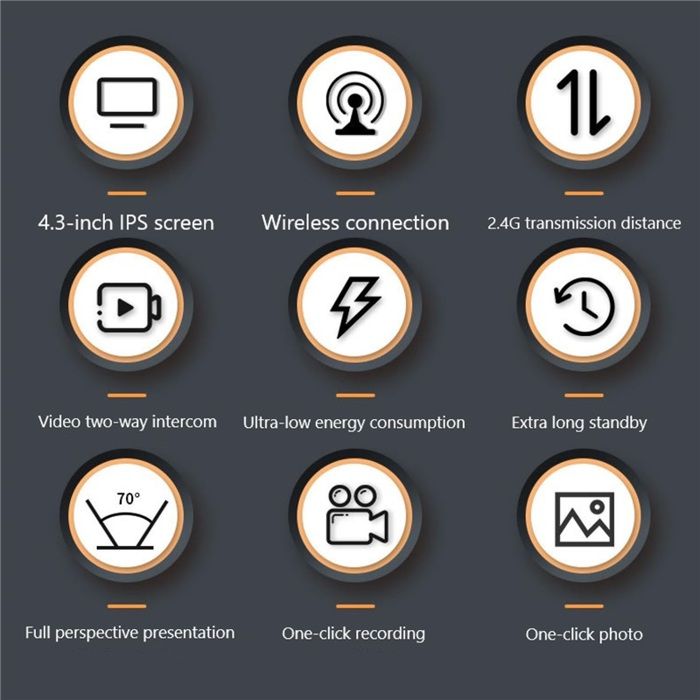 4.3-inch IPS screen
Wireless connection
2.4G transmission distance
Video two-way intercom
Ultra-low energy consumption
Extra long standby
70°
Full perspective presentation
One-click recording
One-click photo